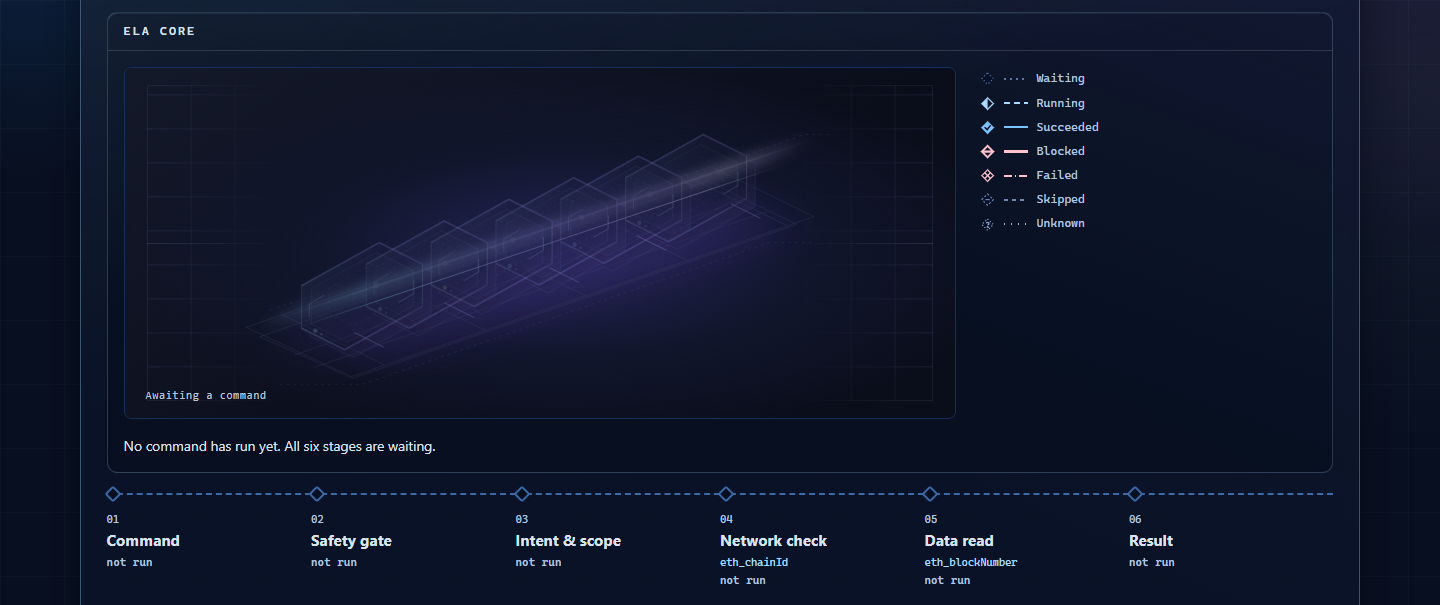 ELA CORE
Waiting
Running
Succeeded
Blocked
Failed
Skipped
Unknown
Awaiting a command
No command has run yet. All six stages are waiting.
01
Command
not run
02
Safety gate
not run
03
Intent & scope
not run
04
Network check
eth_chainId
not run
05
Data read
eth_blockNumber
not run
06
Result
not run